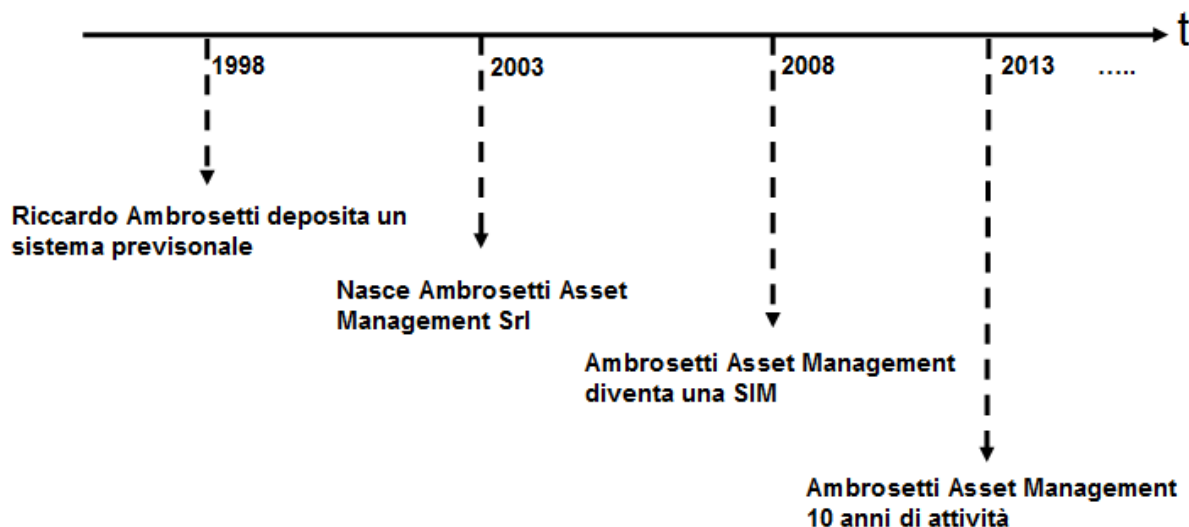 t
1998
2003
2008
2013 .....
Riccardo Ambrosetti deposita un
sistema previsonale
Nasce Ambrosetti Asset
Management Srl
Ambrosetti Asset Management
diventa una SIM
Ambrosetti Asset Management
10 anni di attività